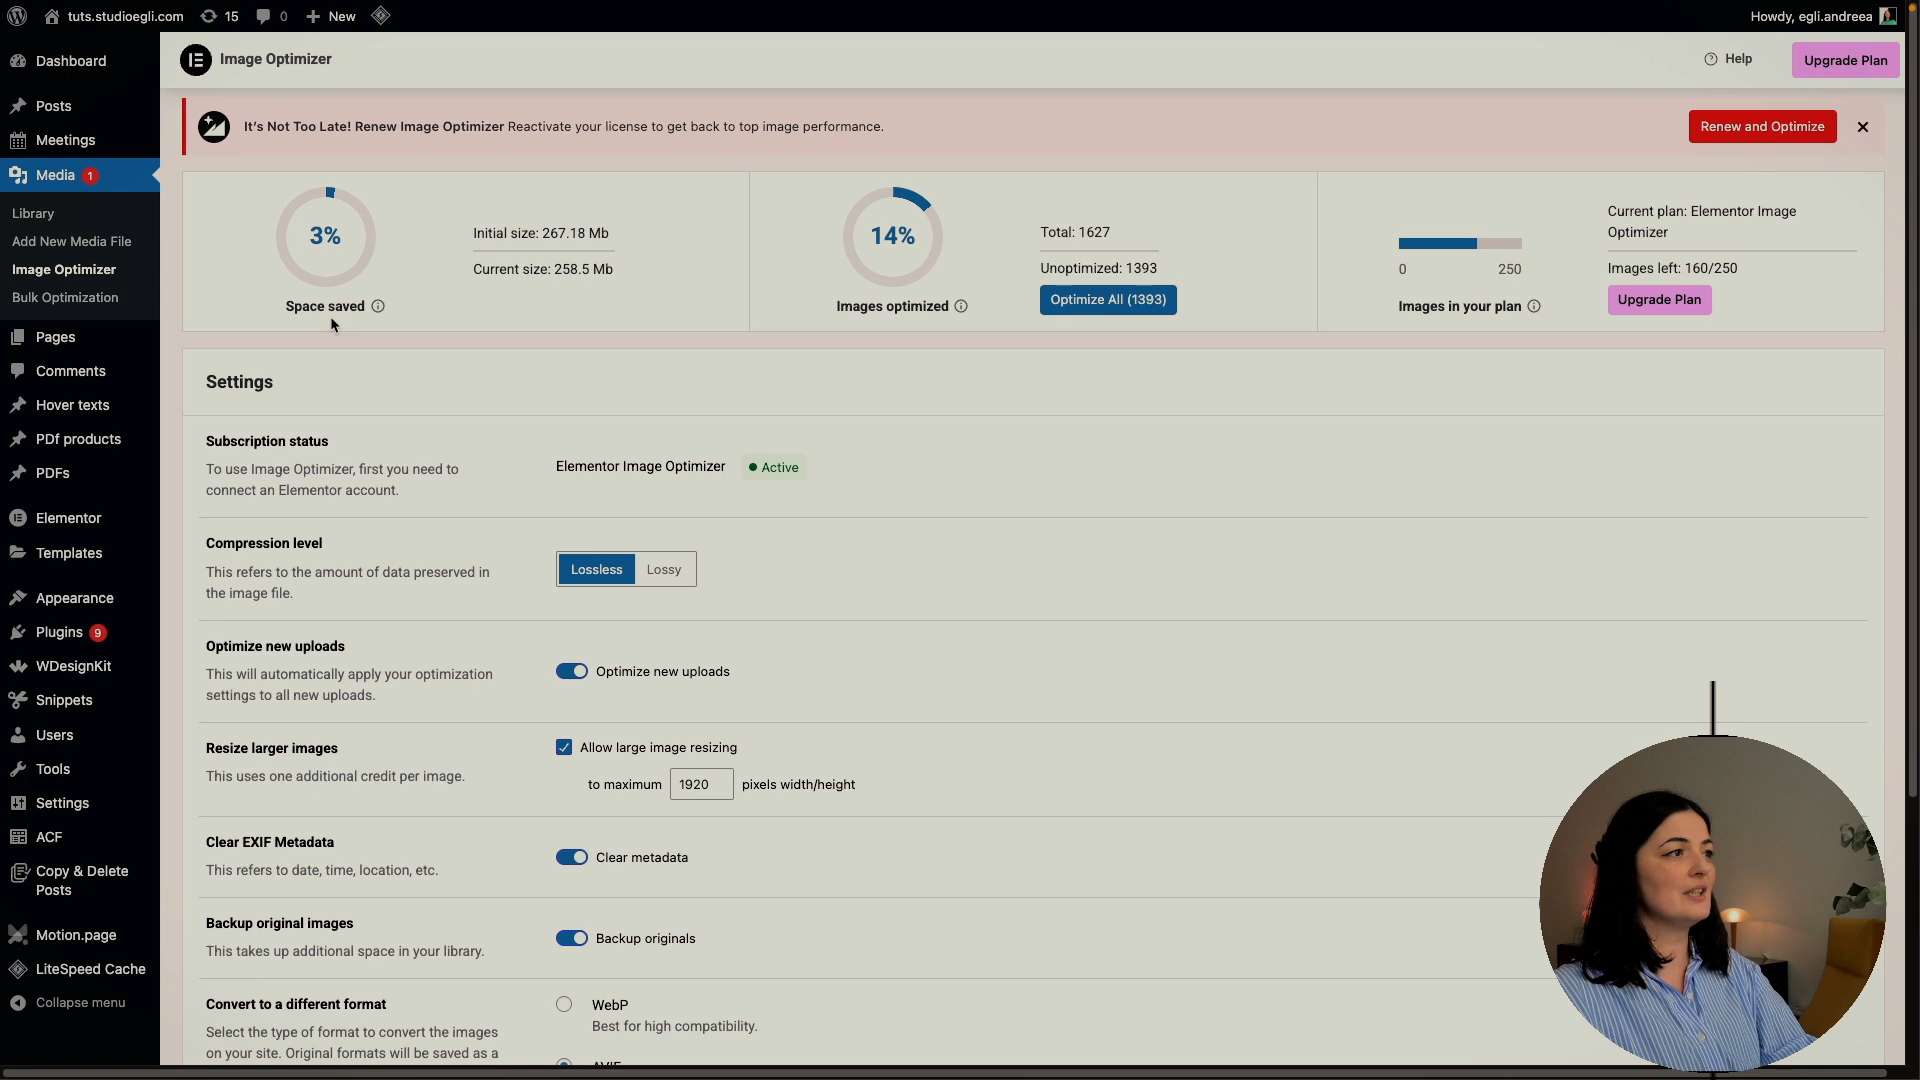 tuts.studioegli.com
15
0
New
Howdy, egli.andreea
Dashboard
Posts
Meetings
Media 1
Library
Add New Media File
Image Optimizer
Bulk Optimization
Pages
Comments
Hover texts
PDf products
PDFs
Elementor
Templates
Appearance
Plugins 9
WDesignKit
Snippets
Users
Tools
Settings
ACF
Copy & Delete
Posts
Motion.page
LiteSpeed Cache
Collapse menu
Image Optimizer
Help
Upgrade Plan
It's Not Too Late! Renew Image Optimizer Reactivate your license to get back to top image performance.
Renew and Optimize
3%
Space saved
Initial size: 267.18 Mb
Current size: 258.5 Mb
14%
Images optimized
Total: 1627
Unoptimized: 1393
Optimize All (1393)
0 250
Images in your plan
Current plan: Elementor Image
Optimizer
Images left: 160/250
Upgrade Plan
Settings
Subscription status
To use Image Optimizer, first you need to
connect an Elementor account.
Elementor Image Optimizer
Active
Compression level
This refers to the amount of data preserved in
the image file.
Lossless Lossy
Optimize new uploads
This will automatically apply your optimization
settings to all new uploads.
Optimize new uploads
Resize larger images
This uses one additional credit per image.
Allow large image resizing
to maximum 1920 pixels width/height
Clear EXIF Metadata
This refers to date, time, location, etc.
Clear metadata
Backup original images
This takes up additional space in your library.
Backup originals
Convert to a different format
Select the type of format to convert the images
on your site. Original formats will be saved as a
WebP
Best for high compatibility.
AVIF